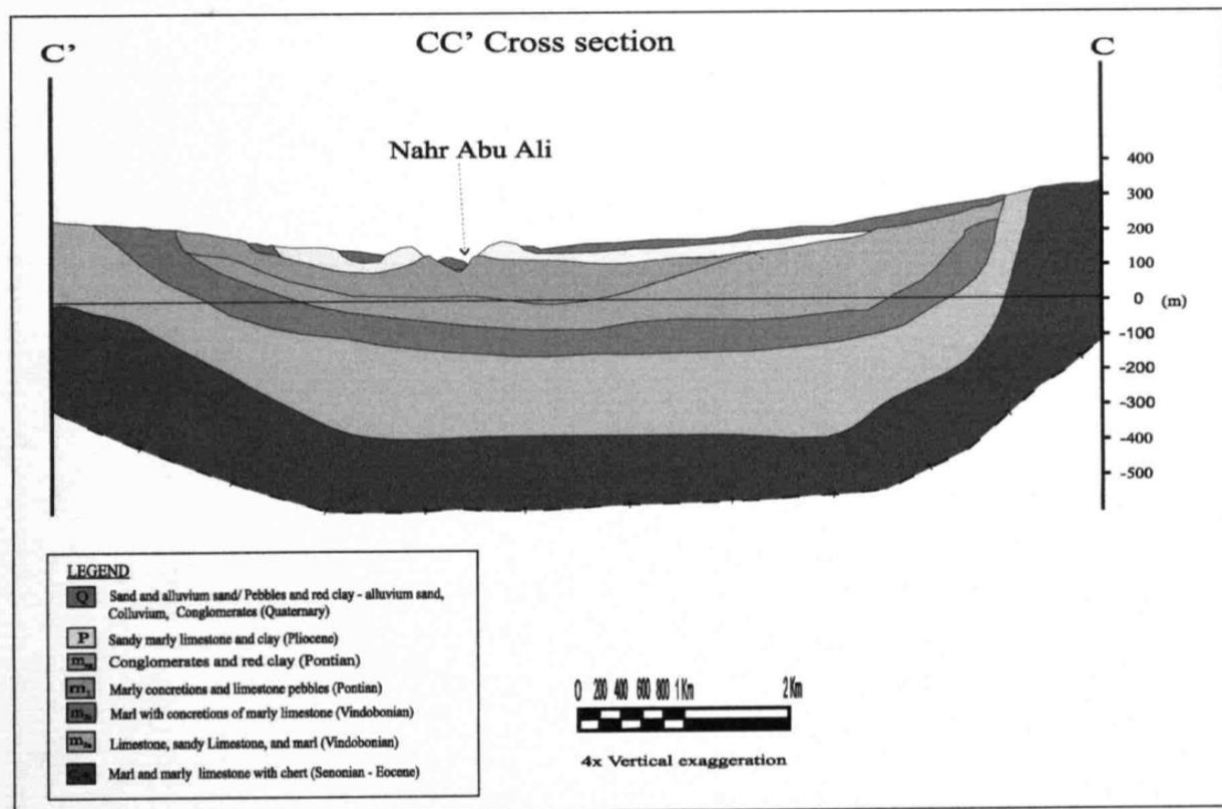 CC' Cross section
C'
C
Nahr Abu Ali
400
300
200
100
0 (m)
-100
-200
-300
-400
-500
LEGEND
Q Sand and alluvium sand/ Pebbles and red clay - alluvium sand,
Colluvium, Conglomerates (Quaternary)
P Sandy marly limestone and clay (Pliocene)
Conglomerates and red clay (Pontian)
Marly concretions and limestone pebbles (Pontian)
Marl with concretions of marly limestone (Vindobonian)
Limestone, sandy Limestone, and marl (Vindobonian)
Marl and marly limestone with chert (Senonian - Eocene)
0 200 400 600 800 1 Km 2 Km
4x Vertical exaggeration